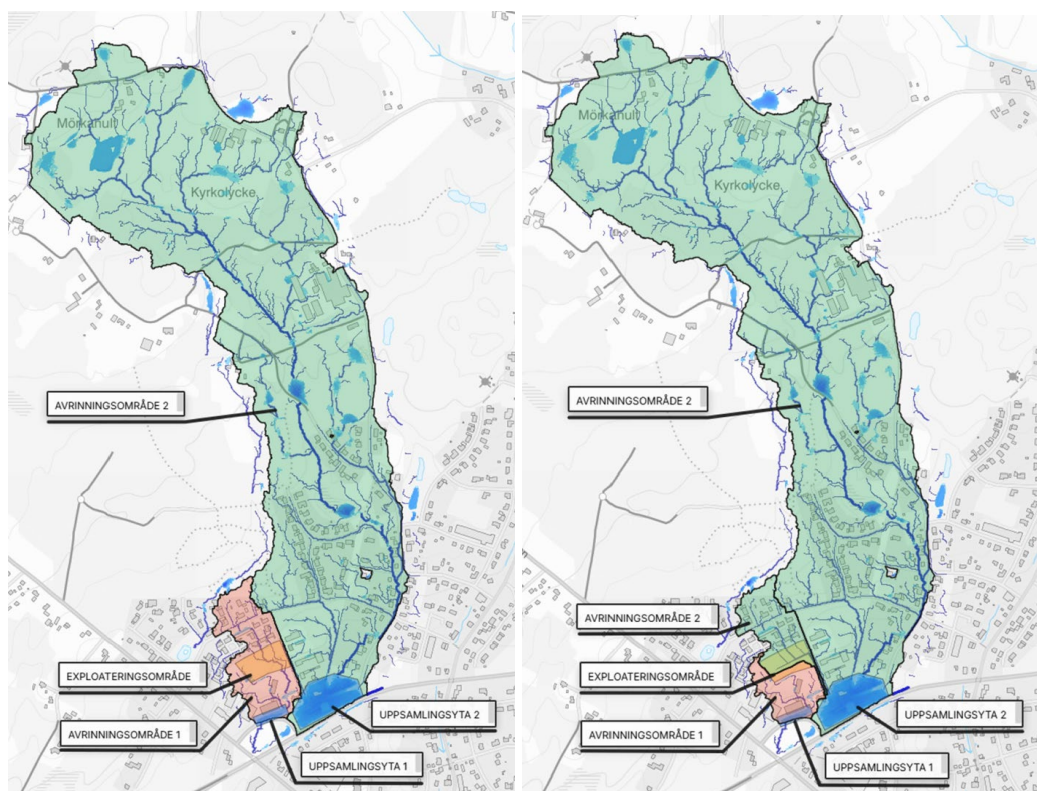 Mörkahult
Kyrkolycke
AVRINNINGSOMRÅDE 2
EXPLOATERINGSOMRÅDE
AVRINNINGSOMRÅDE 1
UPPSAMLINGSYTA 2
UPPSAMLINGSYTA 1
Mörkahult
Kyrkolycke
AVRINNINGSOMRÅDE 2
AVRINNINGSOMRÅDE 2
EXPLOATERINGSOMRÅDE
AVRINNINGSOMRÅDE 1
UPPSAMLINGSYTA 2
UPPSAMLINGSYTA 1